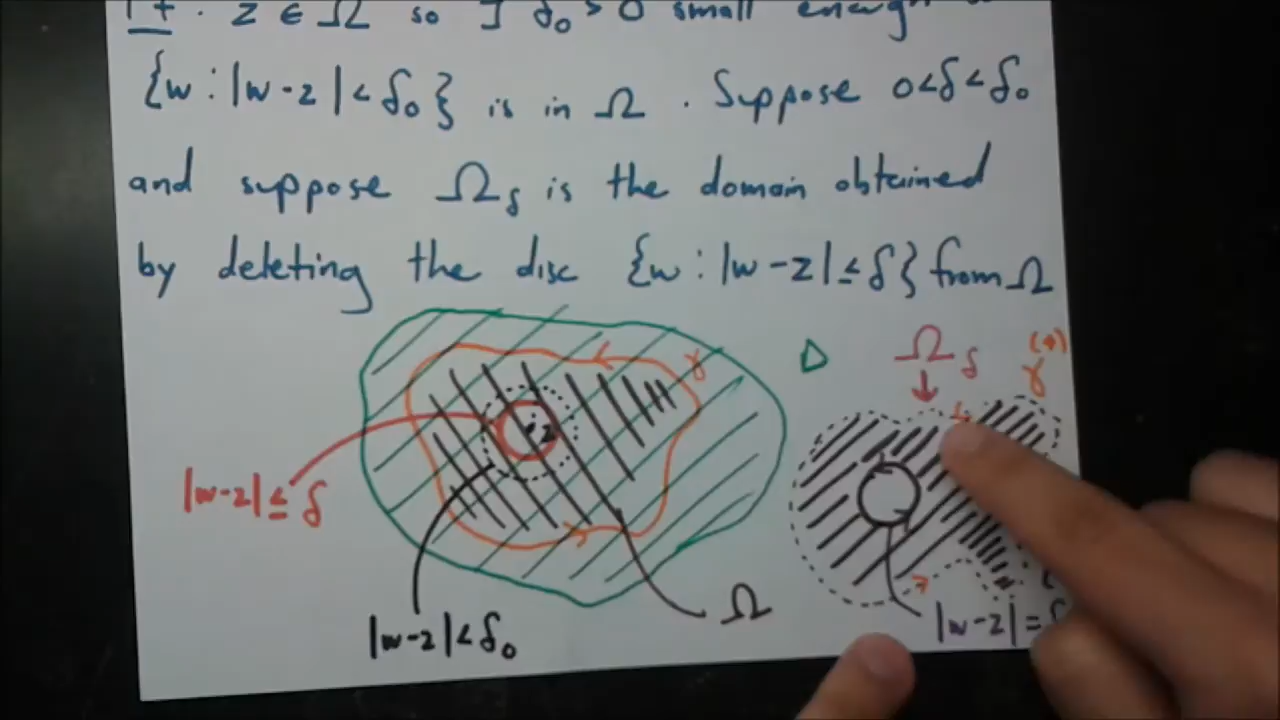 Pf . z ∈ Ω so ∃ δ₀ > 0 small enough
{w : |w-z| < δ₀} is in Ω . Suppose 0<δ<δ₀
and suppose Ω_δ is the domain obtained
by deleting the disc {w : |w-z| ≤ δ} from Ω
D
Ω_δ
(+)
γ
γ
z
|w-z| ≤ δ
Ω
|w-z| < δ₀
|w-z| = δ